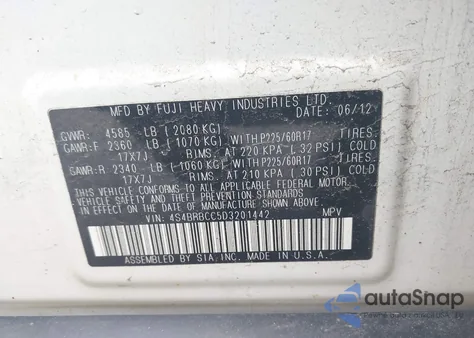 MFD BY FUJI HEAVY INDUSTRIES LTD.
DATE: 06/12
GVWR: 4585 LB (2080 KG)
GAWR:F 2360 LB (1070 KG) WITH P225/60R17 TIRES.
17X7J RIMS. AT 220 KPA ( 32 PSI) COLD
GAWR:R 2340 LB (1060 KG) WITH P225/60R17 TIRES.
17X7J RIMS. AT 210 KPA ( 30 PSI) COLD
THIS VEHICLE CONFORMS TO ALL APPLICABLE FEDERAL MOTOR
VEHICLE SAFETY AND THEFT PREVENTION STANDARDS IN EFFECT
ON THE DATE OF MANUFACTURE SHOWN ABOVE.
VIN: 4S4BRBCC5D3201442 MPV
ASSEMBLED BY SIA, INC. MADE IN U.S.A.
autoSnap